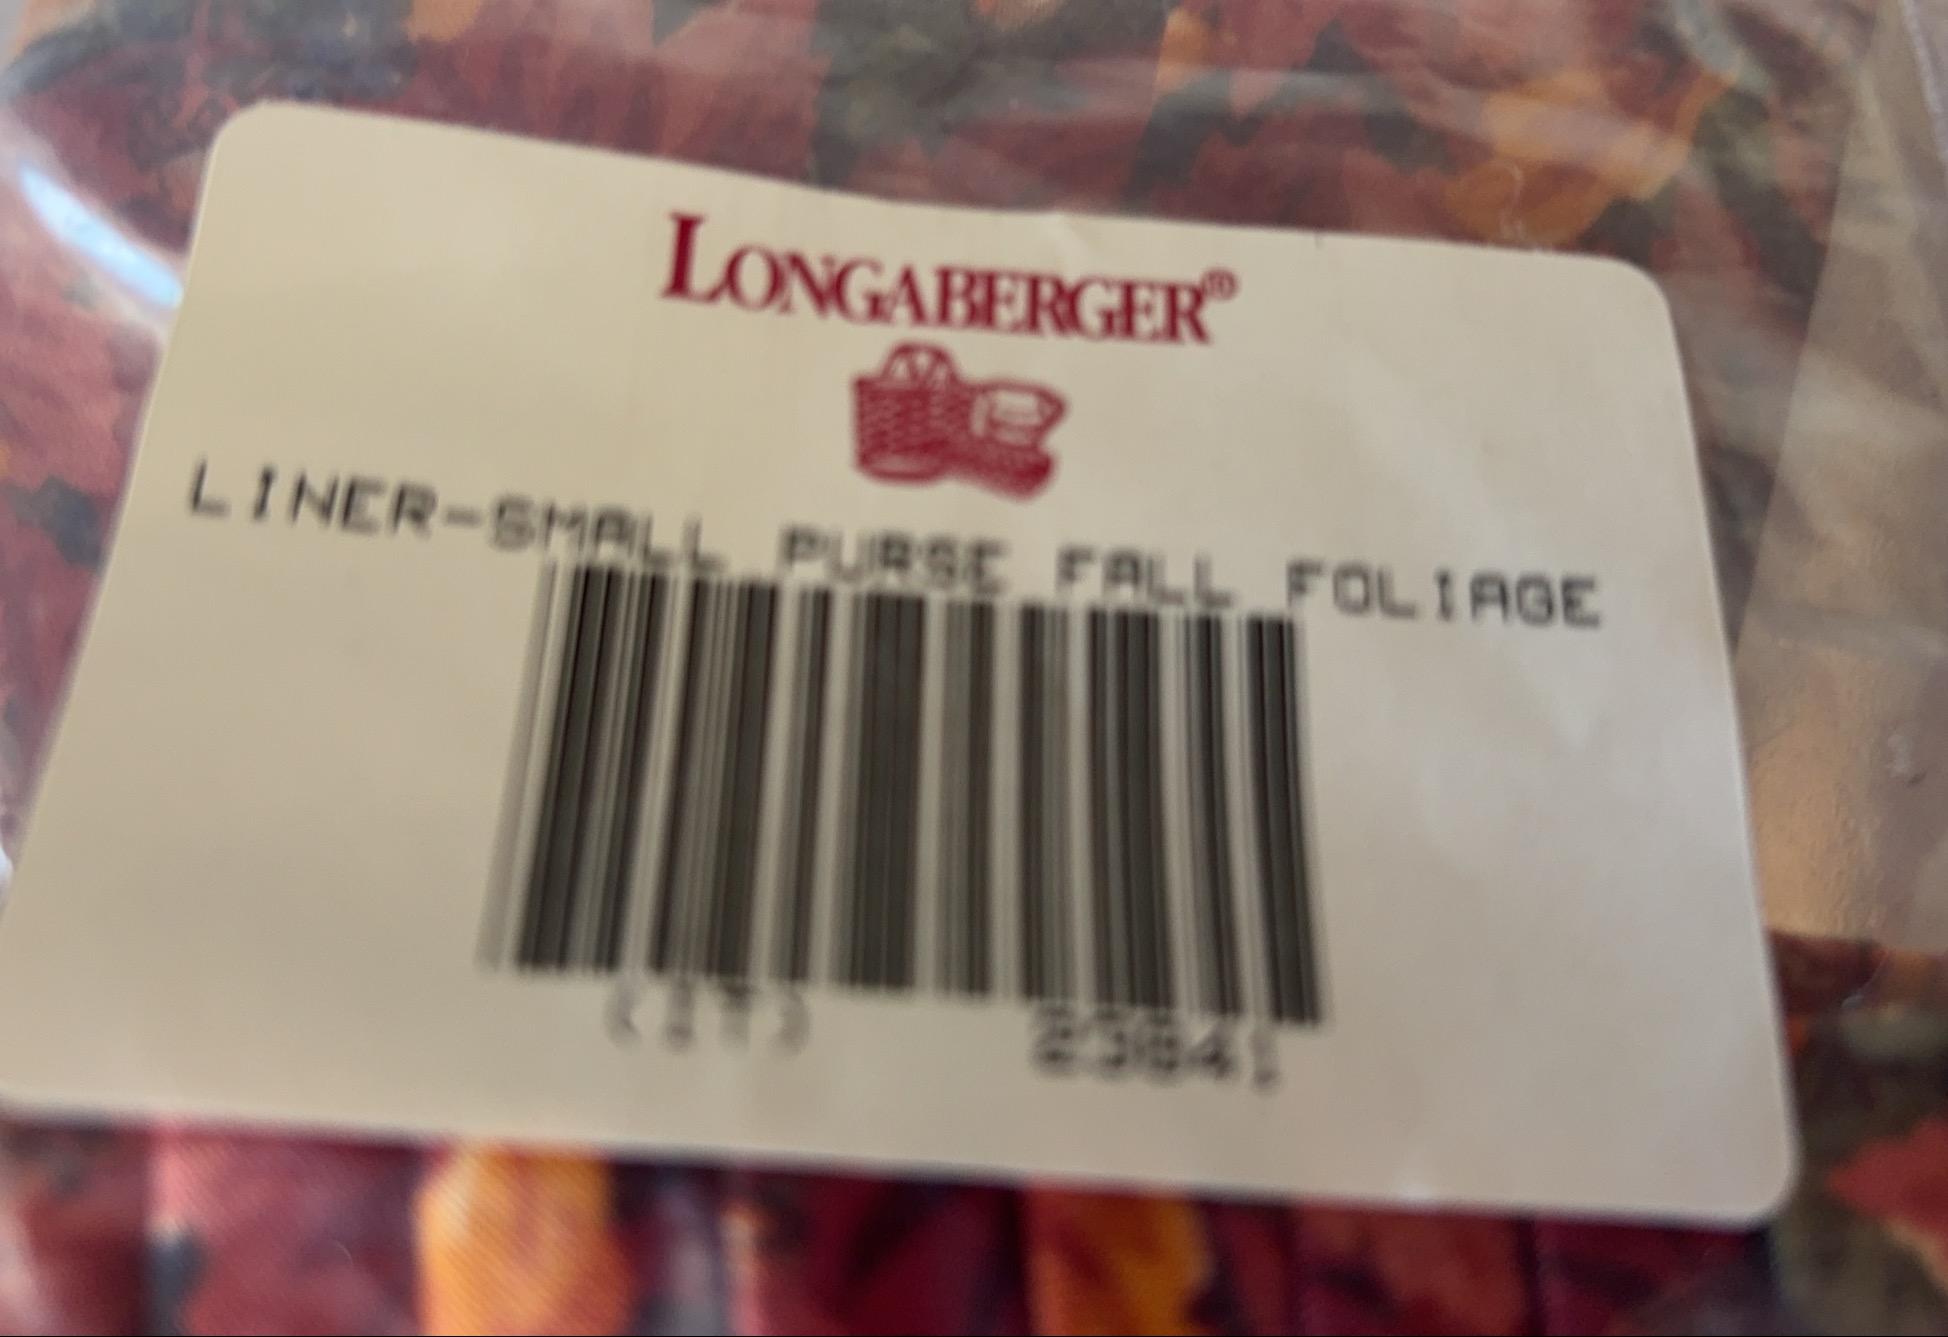 LONGABERGER®
LINER-SMALL PURSE FALL FOLIAGE